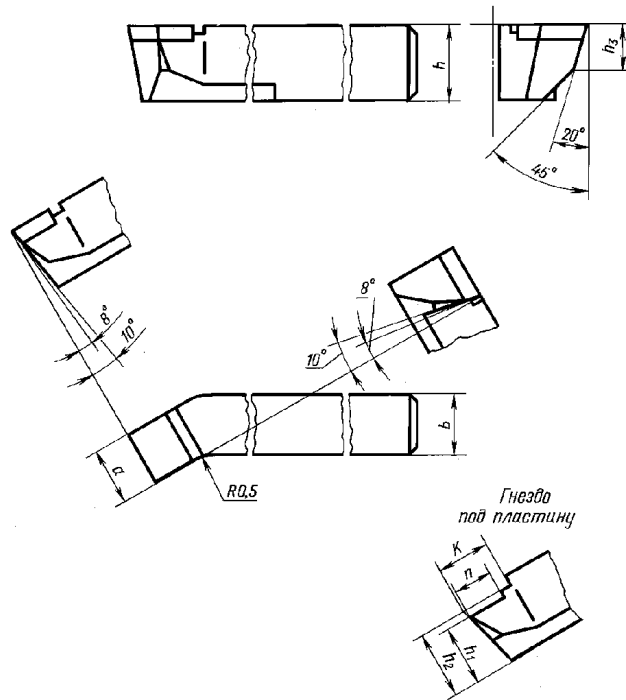 h
h₃
20°
45°
8°
10°
8°
10°
a
b
R0,5
Гнездо
под пластину
K
n
h₁
h₂